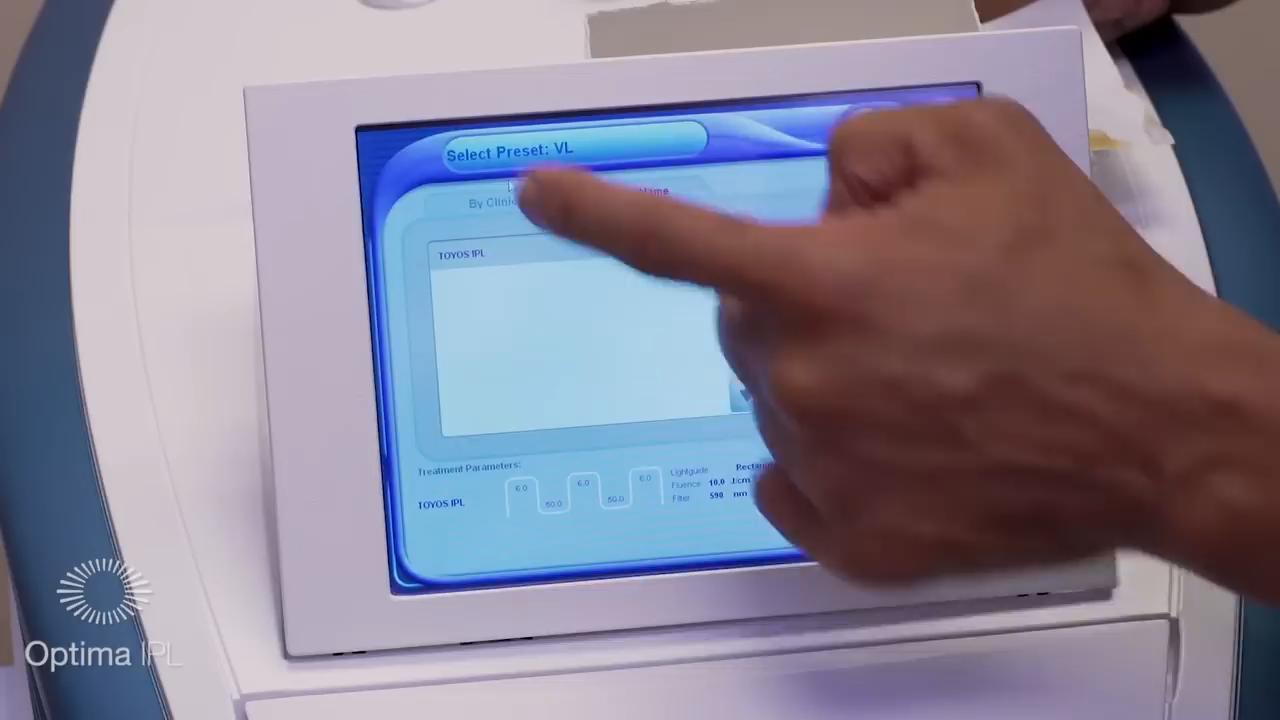 Select Preset: VL
Name
TOYOS IPL
Treatment Parameters:
TOYOS IPL
6.0
50.0
6.0
50.0
6.0
Lightguide
Fluence 10.0
Filter 590 nm
Optima IPL